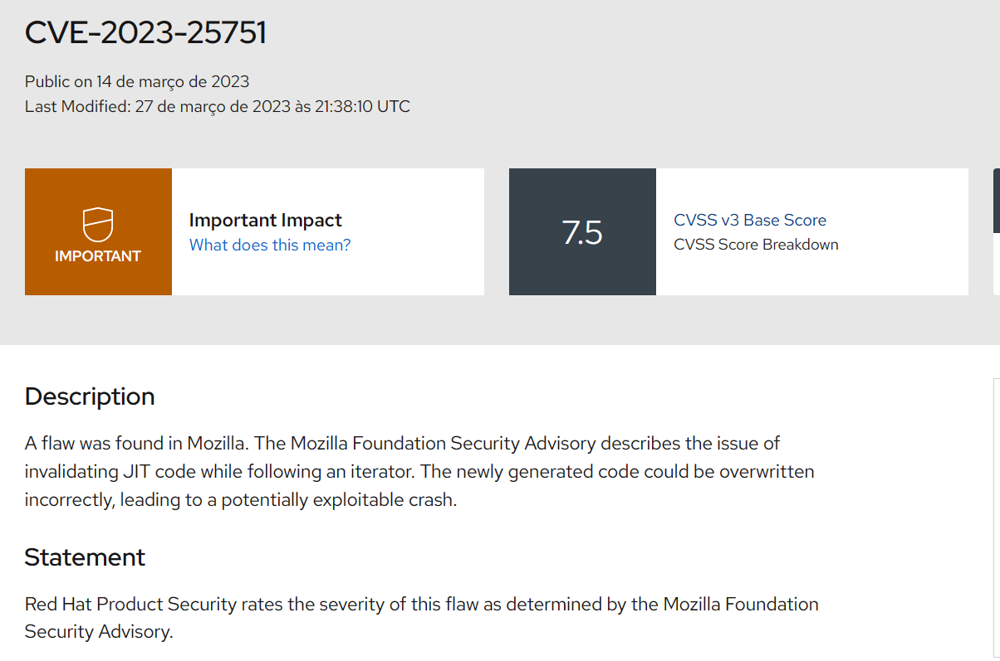 CVE-2023-25751
Public on 14 de março de 2023
Last Modified: 27 de março de 2023 às 21:38:10 UTC
IMPORTANT
Important Impact
What does this mean?
7.5
CVSS v3 Base Score
CVSS Score Breakdown
Description
A flaw was found in Mozilla. The Mozilla Foundation Security Advisory describes the issue of
invalidating JIT code while following an iterator. The newly generated code could be overwritten
incorrectly, leading to a potentially exploitable crash.
Statement
Red Hat Product Security rates the severity of this flaw as determined by the Mozilla Foundation
Security Advisory.